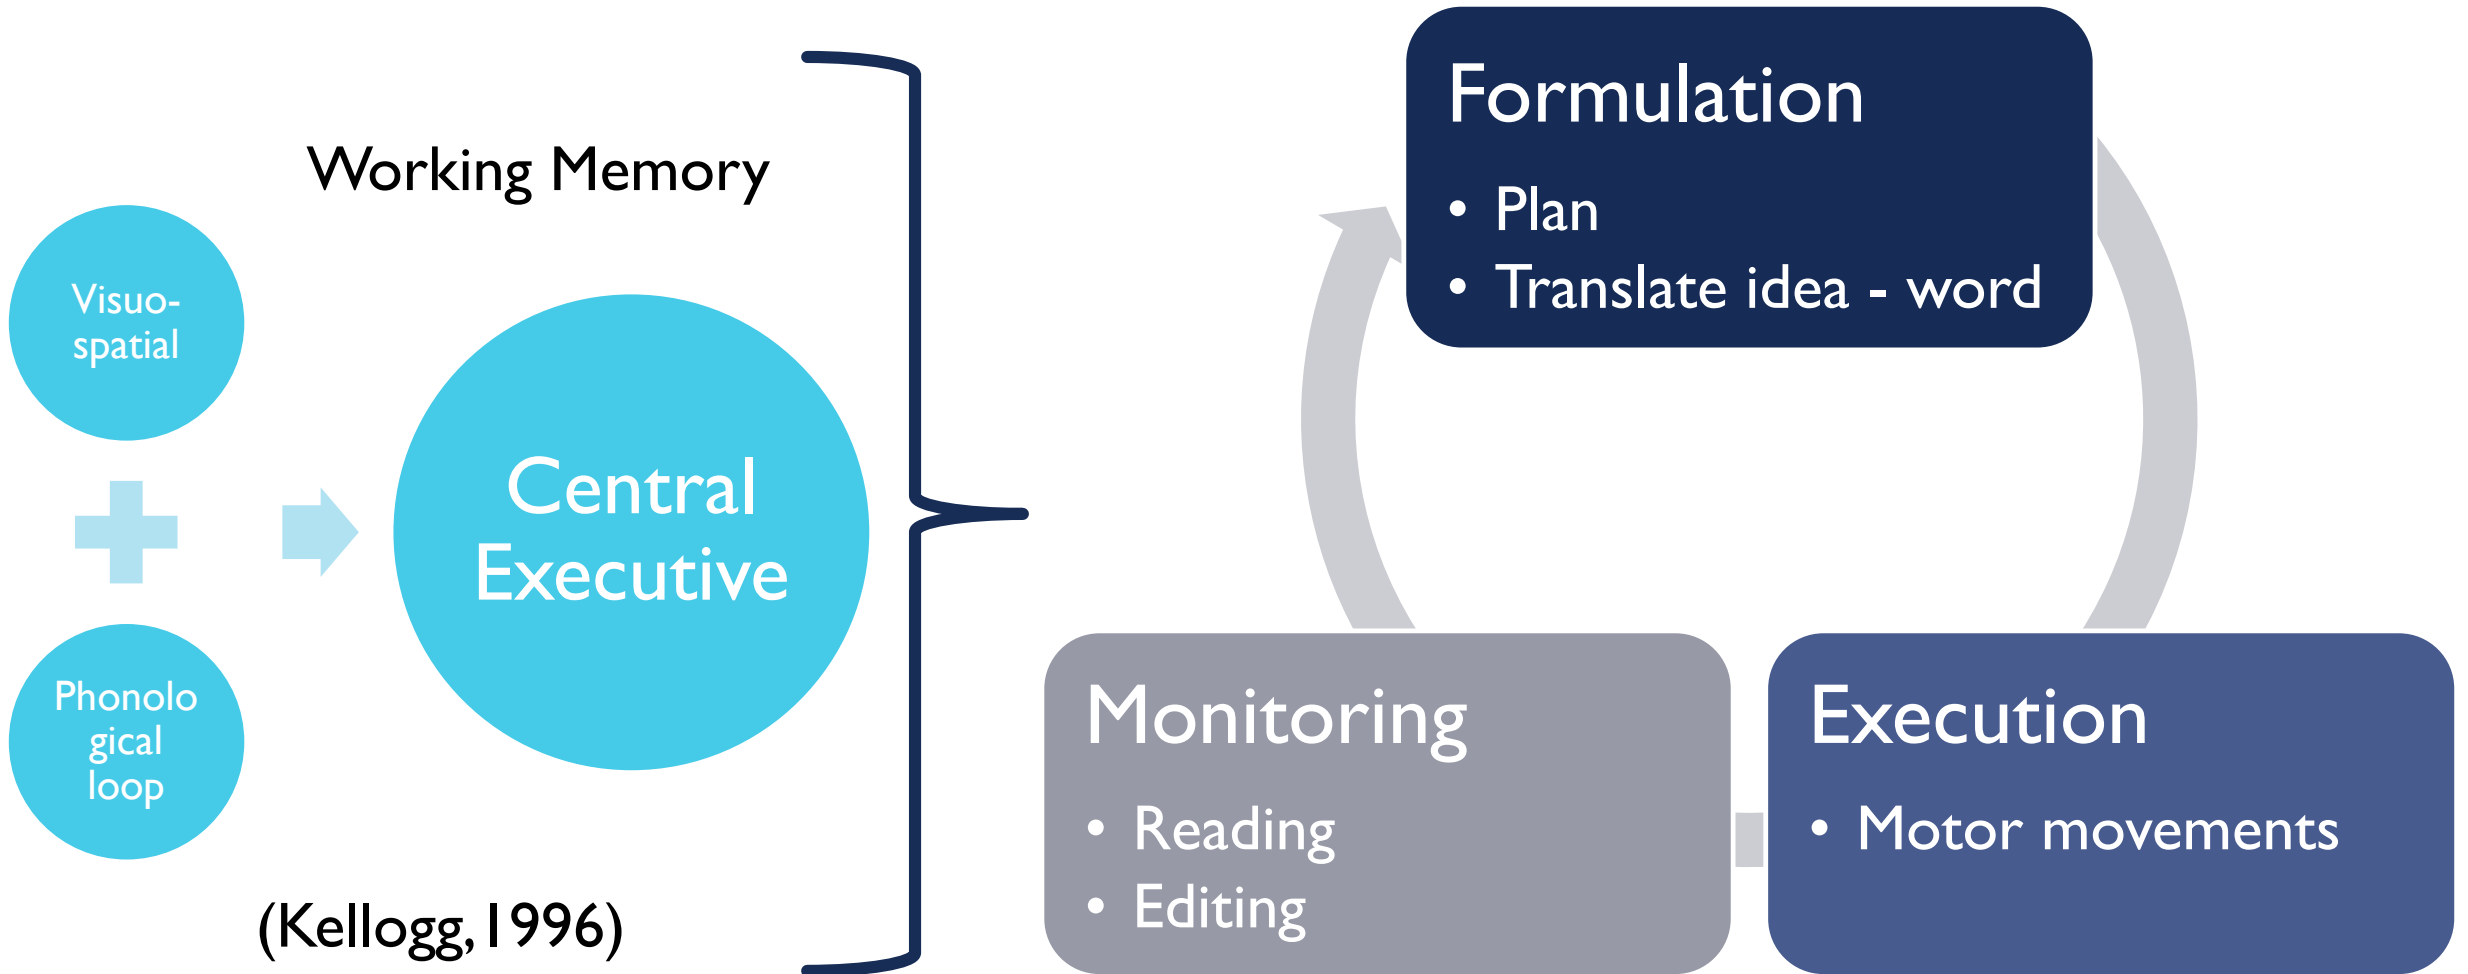 Working Memory
Visuo-
spatial
Phonolo
gical
loop
Central
Executive
(Kellogg, 1996)
Formulation
• Plan
• Translate idea - word
Monitoring
• Reading
• Editing
Execution
• Motor movements